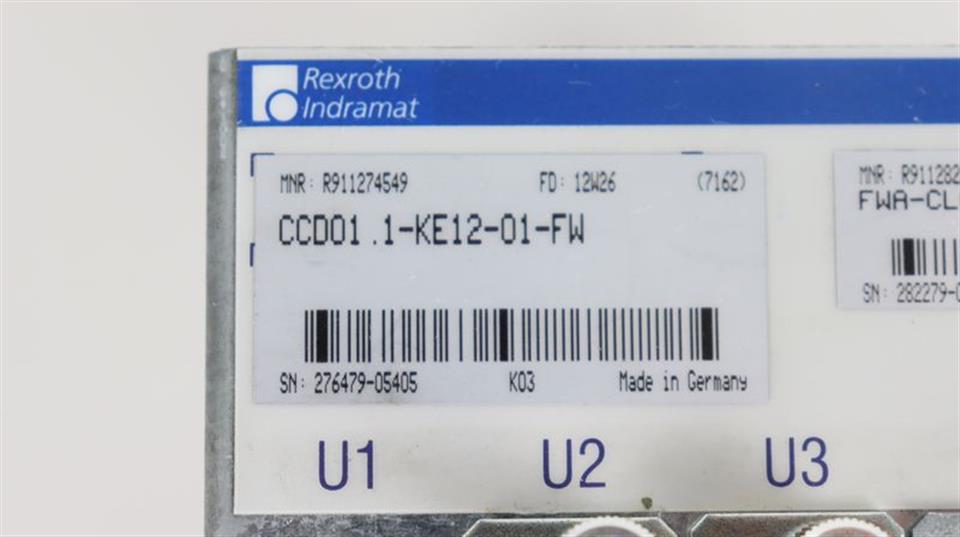 Rexroth
Indramat
MNR: R911274549 FD: 12W26 (7162)
CCD01.1-KE12-01-FW
SN: 276479-05405 K03 Made in Germany
MNR: R911282
FWA-CL
SN: 282279-0
U1 U2 U3